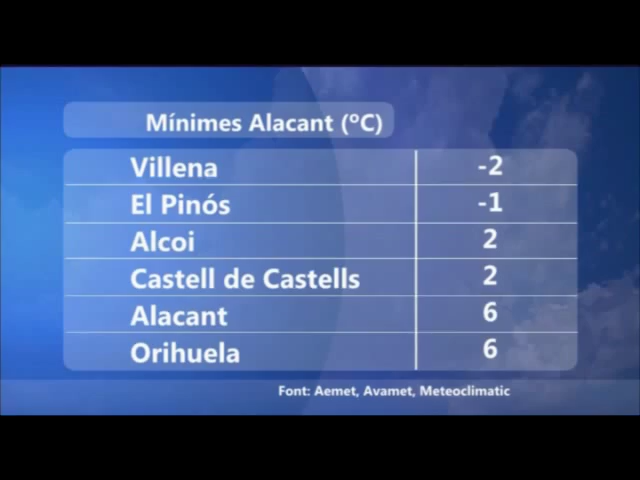 Mínimes Alacant (ºC)
Villena -2
El Pinós -1
Alcoi 2
Castell de Castells 2
Alacant 6
Orihuela 6
Font: Aemet, Avamet, Meteoclimatic